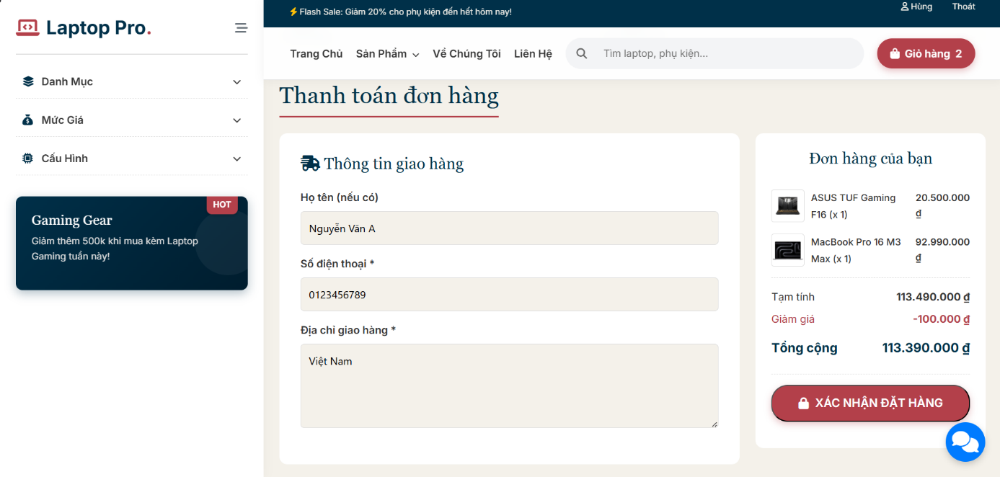 Laptop Pro.
Danh Mục
Mức Giá
Cấu Hình
HOT
Gaming Gear
Giảm thêm 500k khi mua kèm Laptop
Gaming tuần này!
Flash Sale: Giảm 20% cho phụ kiện đến hết hôm nay!
Hùng
Thoát
Trang Chủ
Sản Phẩm
Về Chúng Tôi
Liên Hệ
Tìm laptop, phụ kiện...
Giỏ hàng 2
Thanh toán đơn hàng
Thông tin giao hàng
Họ tên (nếu có)
Nguyễn Văn A
Số điện thoại *
0123456789
Địa chỉ giao hàng *
Việt Nam
Đơn hàng của bạn
ASUS TUF Gaming
F16 (x 1)
20.500.000
₫
MacBook Pro 16 M3
Max (x 1)
92.990.000
₫
Tạm tính 113.490.000 ₫
Giảm giá -100.000 ₫
Tổng cộng 113.390.000 ₫
XÁC NHẬN ĐẶT HÀNG